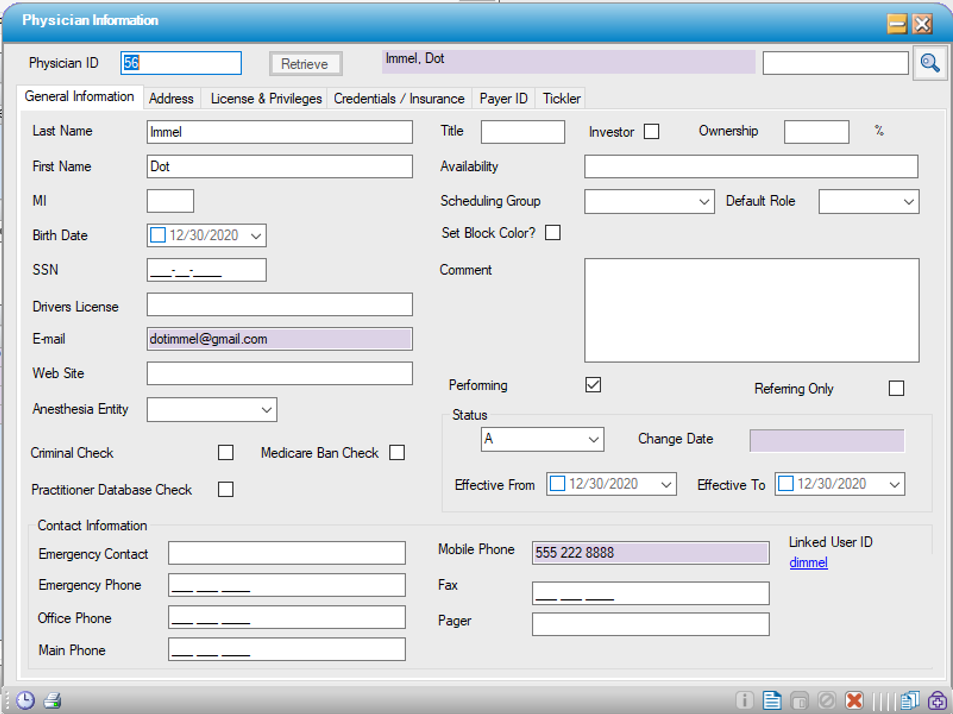 Physician Information
Physician ID 56 Retrieve Immel, Dot
General Information Address License & Privileges Credentials / Insurance Payer ID Tickler
Last Name Immel Title Investor Ownership %
First Name Dot Availability
MI Scheduling Group Default Role
Birth Date 12/30/2020 Set Block Color?
SSN ___-__-____ Comment
Drivers License
E-mail dotimmel@gmail.com
Web Site
Performing Referring Only
Anesthesia Entity Status
A Change Date
Criminal Check Medicare Ban Check
Practitioner Database Check Effective From 12/30/2020 Effective To 12/30/2020
Contact Information
Emergency Contact Mobile Phone 555 222 8888 Linked User ID
dimmel
Emergency Phone ___ ___ ____ Fax ___ ___ ____
Office Phone ___ ___ ____ Pager
Main Phone ___ ___ ____